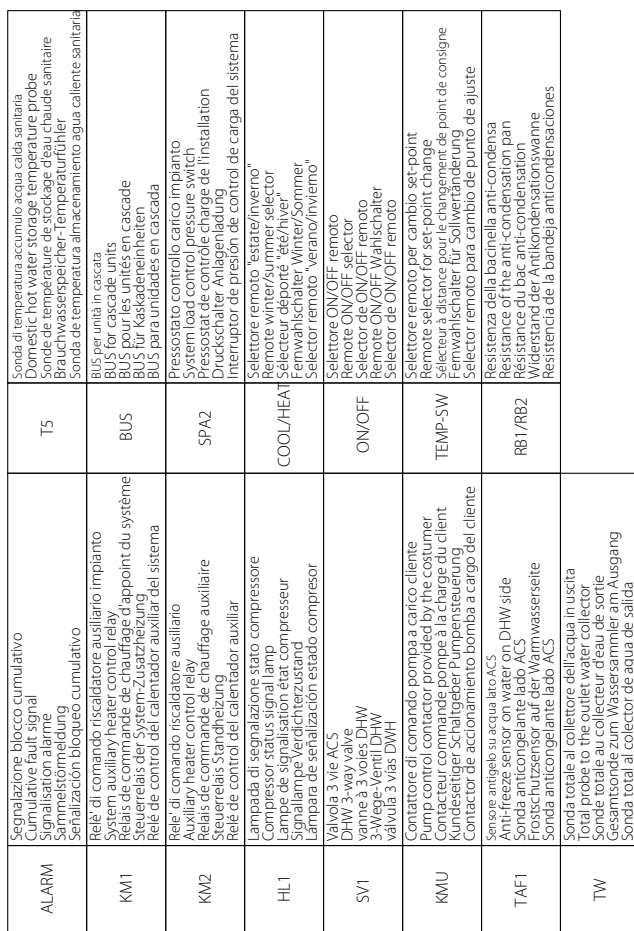 ALARM
Segnalazione blocco cumulativo
Cumulative fault signal
Signalisation alarme
Sammelstörmeldung
Señalización bloqueo cumulativo
T5
Sonda di temperatura accumulo acqua calda sanitaria
Domestic hot water storage temperature probe
Sonde de température de stockage d'eau chaude sanitaire
Brauchwasserspeicher-Temperaturfühler
Sonda de temperatura almacenamiento agua caliente sanitaria
KM1
Relè' di comando riscaldatore ausiliario impianto
System auxiliary heater control relay
Relais de commande de chauffage d'appoint du système
Steuerrelais der System-Zusatzheizung
Relé de control del calentador auxiliar del sistema
BUS
BUS per unità in cascata
BUS for cascade units
BUS pour les unités en cascade
BUS für Kaskadeneinheiten
BUS para unidades en cascada
KM2
Rele' di comando riscaldatore ausiliario
Auxiliary heater control relay
Relais de commande de chauffage auxiliaire
Steuerrelais Standheizung
Relé de control del calentador auxiliar
SPA2
Pressostato controllo carico impianto
System load control pressure switch
Pressostat de contrôle charge de l'installation
Druckschalter Anlagenladung
Interruptor de presión de control de carga del sistema
HL1
Lampada di segnalazione stato compressore
Compressor status signal lamp
Lampe de signalisation état compresseur
Signallampe Verdichterzustand
Lámpara de señalización estado compresor
COOL/HEAT
Selettore remoto "estate/inverno"
Remote winter/summer selector
Sélecteur déporté "été/hiver"
Fernwahlschalter Winter/Sommer
Selector remoto "verano/invierno"
SV1
Valvola 3 vie ACS
DHW 3-way valve
vanne à 3 voies DHW
3-Wege-Ventil DHW
válvula 3 vías DWH
ON/OFF
Selettore ON/OFF remoto
Remote ON/OFF selector
Selector de ON/OFF remoto
Remote ON/OFF Wahlschalter
Selector de ON/OFF remoto
KMU
Contattore di comando pompa a carico cliente
Pump control contactor provided by the costumer
Contacteur commande pompe à la charge du client
Kundeseitiger Schaltgeber Pumpensteuerung
Contactor de accionamiento bomba a cargo del cliente
TEMP-SW
Selettore remoto per cambio set-point
Remote selector for set-point change
Sélecteur à distance pour le changement de point de consigne
Fernwahlschalter für Sollwertänderung
Selector remoto para cambio de punto de ajuste
TAF1
Sensore antigelo su acqua lato ACS
Anti-freeze sensor on water on DHW side
Sonda anticongelante lado ACS
Frostschutzsensor auf der Warmwasserseite
Sonda anticongelante lado ACS
RB1/RB2
Resistenza della bacinella anti-condensa
Resistance of the anti-condensation pan
Résistance du bac anti-condensation
Widerstand der Antikondensationswanne
Resistencia de la bandeja anticondensaciones
TW
Sonda totale al collettore dell'acqua in uscita
Total probe to the outlet water collector
Sonde totale au collecteur d'eau de sortie
Gesamtsonde zum Wassersammler am Ausgang
Sonda total al colector de agua de salida